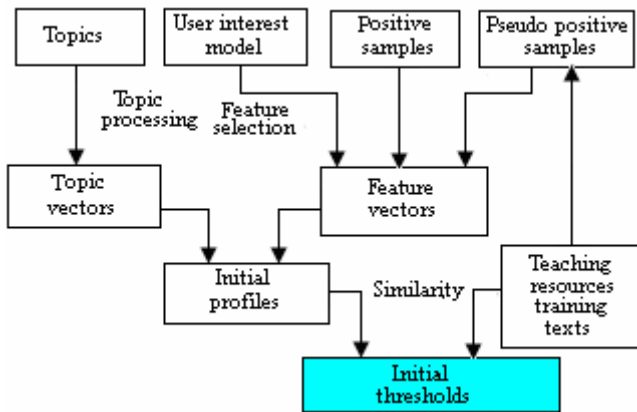 Topics
User interest
model
Positive
samples
Pseudo positive
samples
Topic
processing
Feature
selection
Topic
vectors
Feature
vectors
Initial
profiles
Similarity
Teaching
resources
training
texts
Initial
thresholds